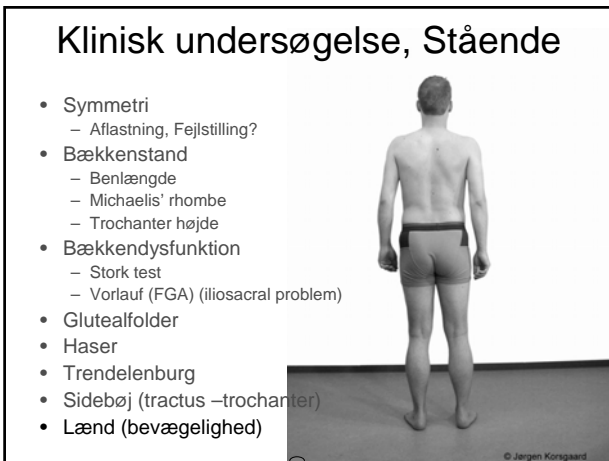 Klinisk undersøgelse, Stående
• Symmetri
– Aflastning, Fejlstilling?
• Bækkenstand
– Benlængde
– Michaelis' rhombe
– Trochanter højde
• Bækkendysfunktion
– Stork test
– Vorlauf (FGA) (iliosacral problem)
• Glutealfolder
• Haser
• Trendelenburg
• Sidebøj (tractus –trochanter)
• Lænd (bevægelighed)
© Jørgen Korsgaard